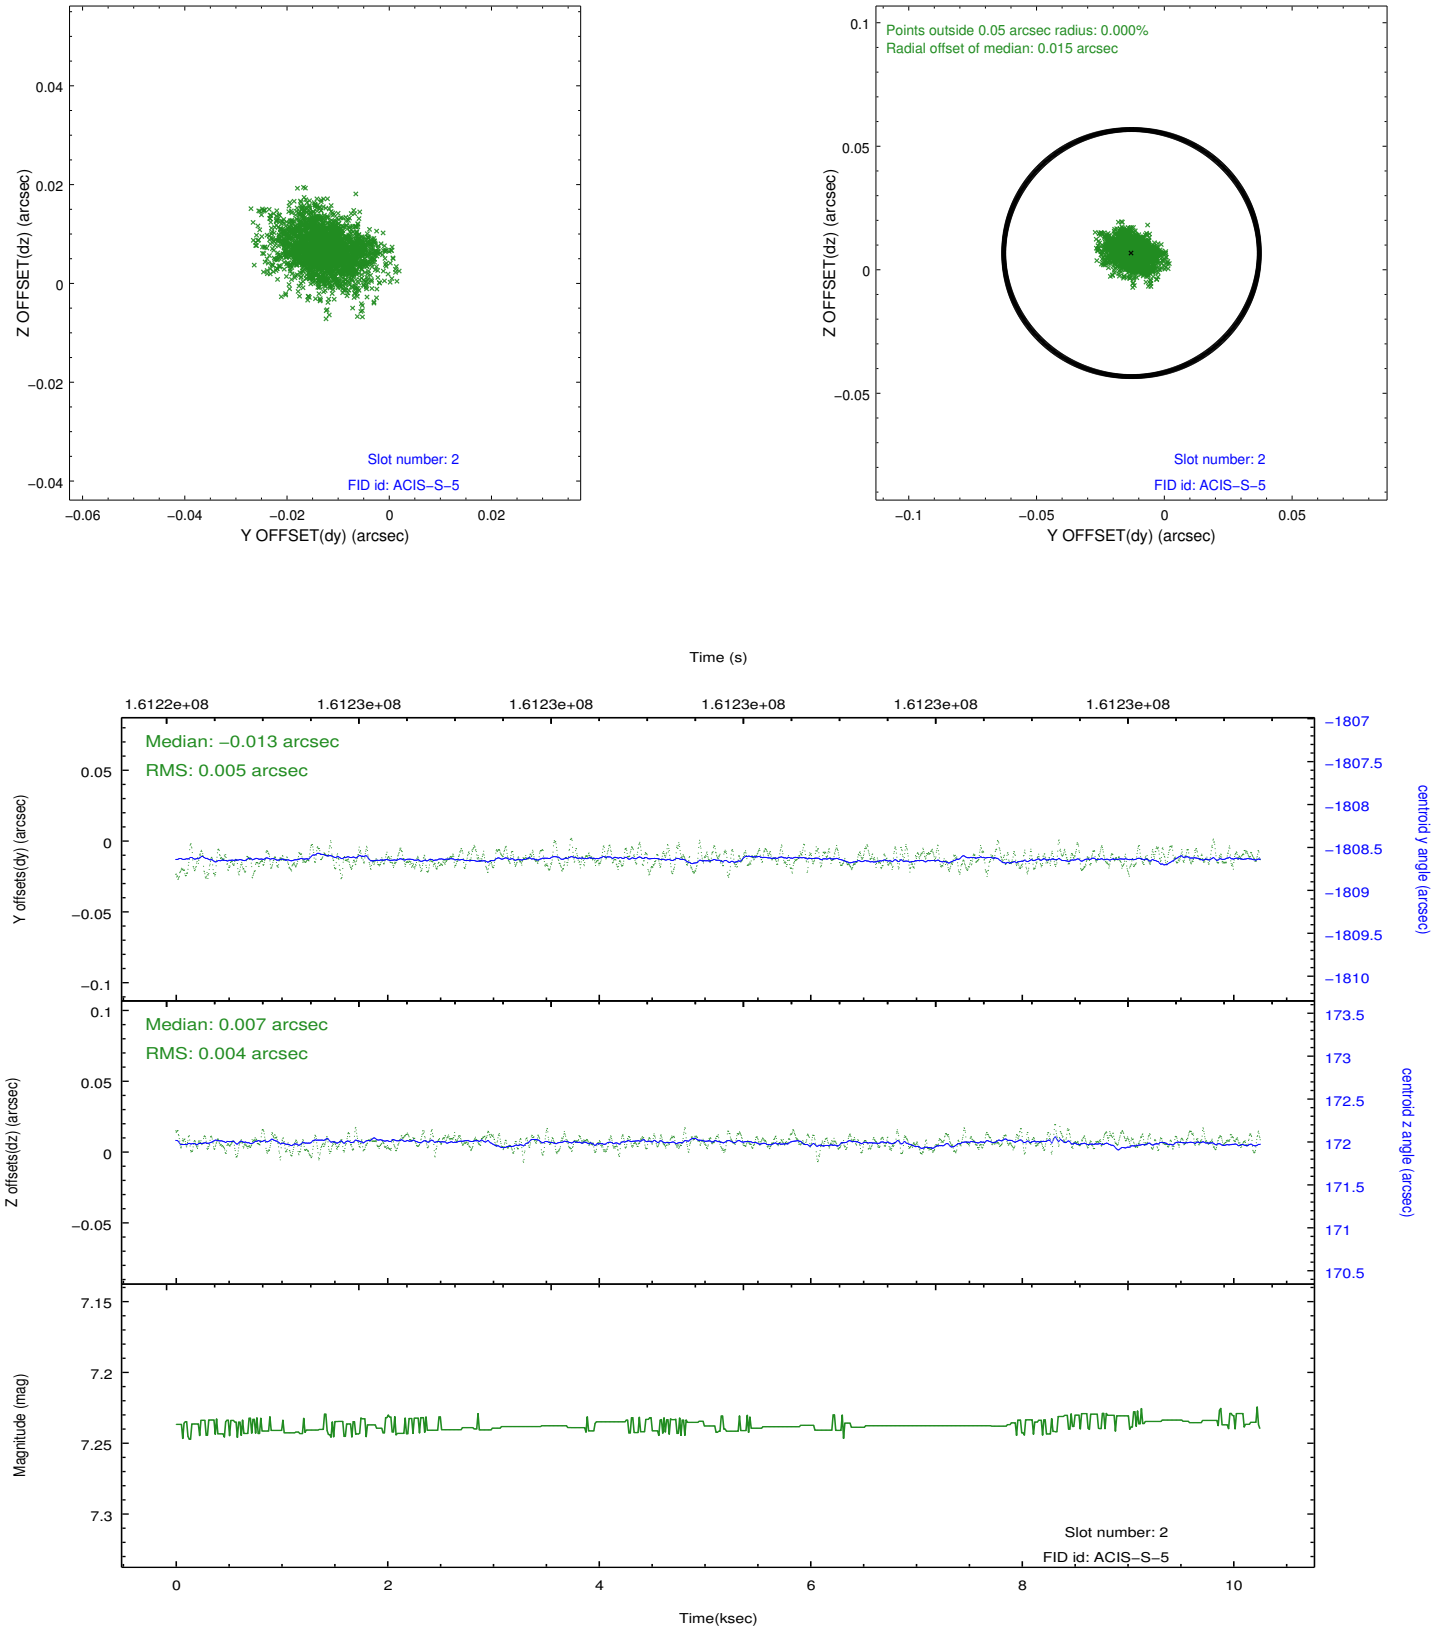 0.04
0.02
0
−0.02
−0.04
Z OFFSET(dz) (arcsec)
−0.06
−0.04
−0.02
0
0.02
Y OFFSET(dy) (arcsec)
Slot number: 2
FID id: ACIS−S−5
Points outside 0.05 arcsec radius: 0.000%
Radial offset of median: 0.015 arcsec
0.1
0.05
0
−0.05
Z OFFSET(dz) (arcsec)
−0.1
−0.05
0
0.05
Y OFFSET(dy) (arcsec)
Slot number: 2
FID id: ACIS−S−5
Time (s)
1.6122e+08
1.6123e+08
1.6123e+08
1.6123e+08
1.6123e+08
1.6123e+08
Median: −0.013 arcsec
RMS: 0.005 arcsec
0.05
0
−0.05
−0.1
Y offsets(dy) (arcsec)
−1807
−1807.5
−1808
−1808.5
−1809
−1809.5
−1810
centroid y angle (arcsec)
Median: 0.007 arcsec
RMS: 0.004 arcsec
0.1
0.05
0
−0.05
Z offsets(dz) (arcsec)
173.5
173
172.5
172
171.5
171
170.5
centroid z angle (arcsec)
7.15
7.2
7.25
7.3
Magnitude (mag)
Slot number: 2
FID id: ACIS−S−5
0
2
4
6
8
10
Time(ksec)